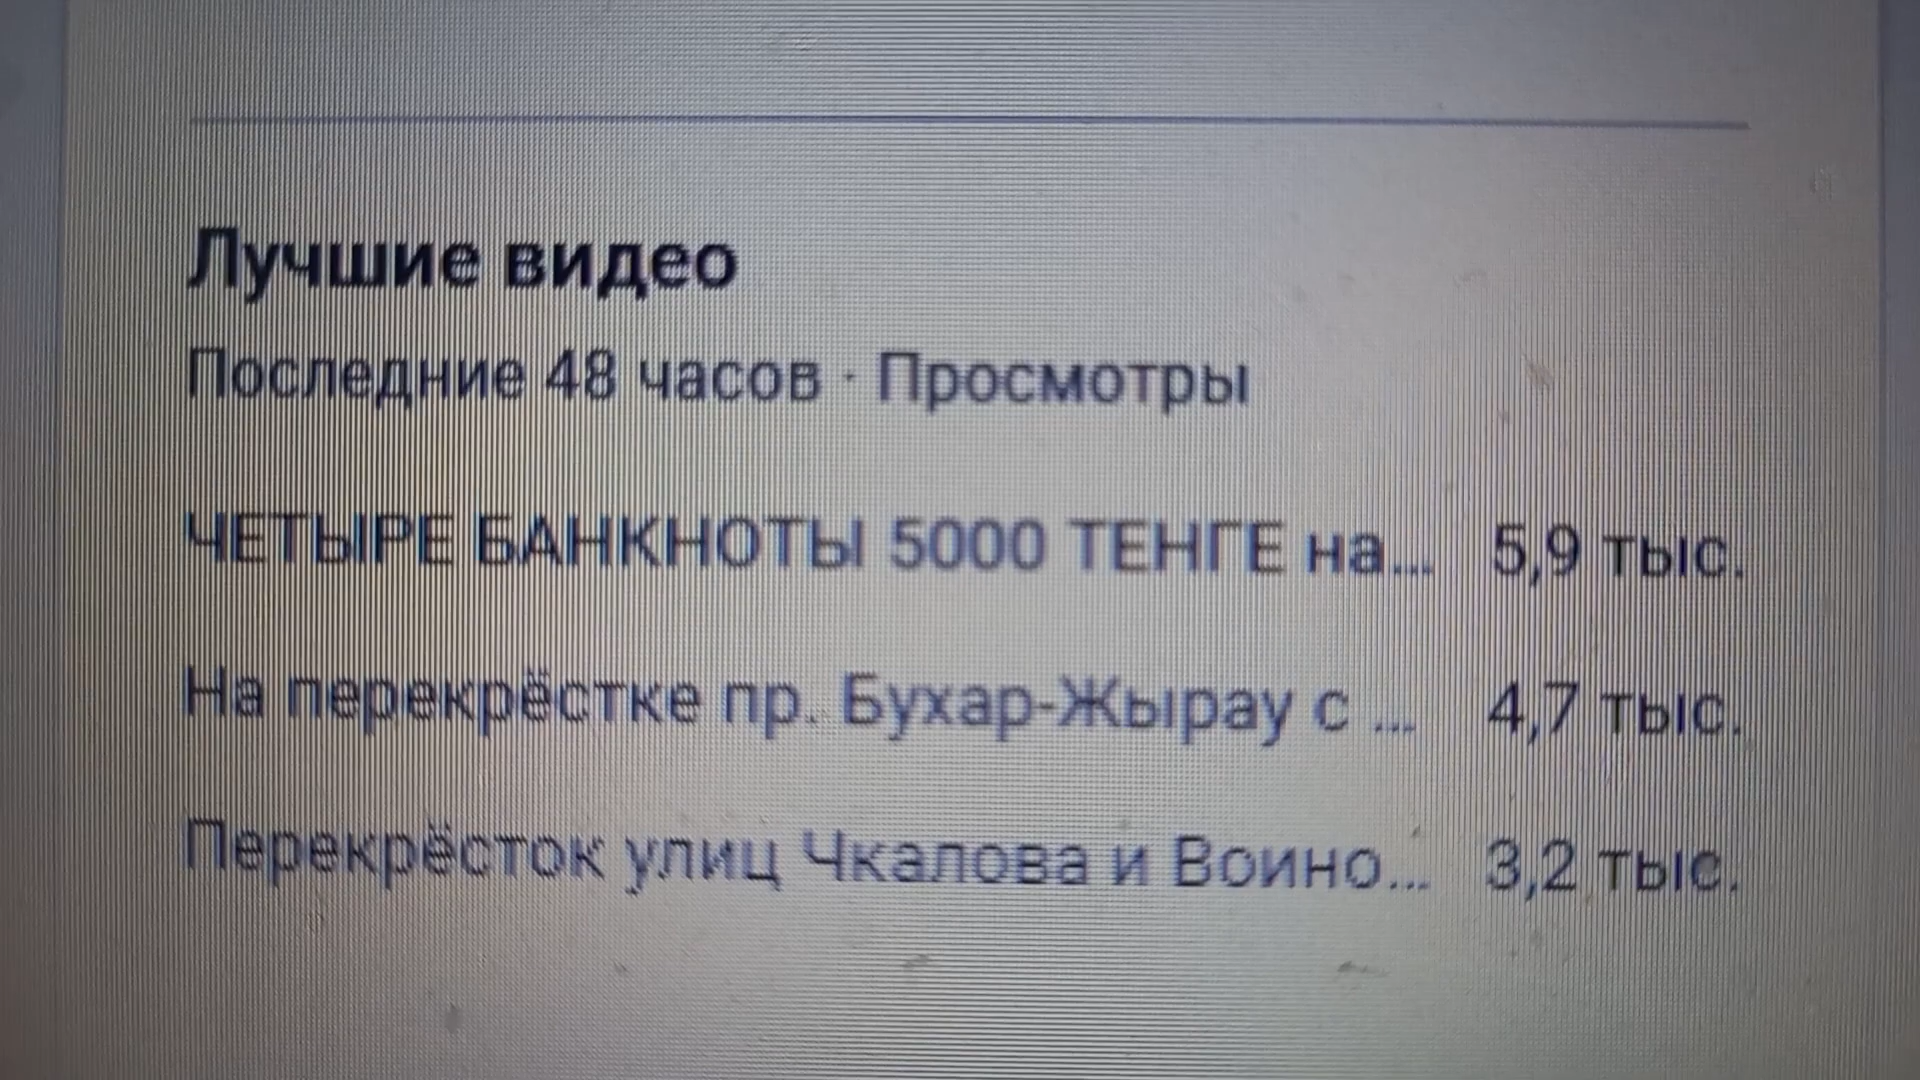 Лучшие видео
Последние 48 часов · Просмотры
ЧЕТЫРЕ БАНКНОТЫ 5000 ТЕНГЕ на... 5,9 тыс.
На перекрёстке пр. Бухар-Жырау с ... 4,7 тыс.
Перекрёсток улиц Чкалова и Воино... 3,2 тыс.